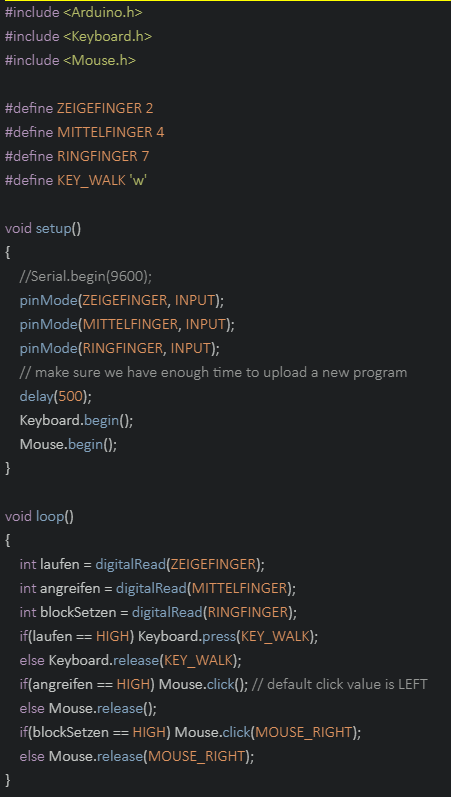 #include <Arduino.h>
#include <Keyboard.h>
#include <Mouse.h>

#define ZEIGEFINGER 2
#define MITTELFINGER 4
#define RINGFINGER 7
#define KEY_WALK 'w'

void setup()
{
    //Serial.begin(9600);
    pinMode(ZEIGEFINGER, INPUT);
    pinMode(MITTELFINGER, INPUT);
    pinMode(RINGFINGER, INPUT);
    // make sure we have enough time to upload a new program
    delay(500);
    Keyboard.begin();
    Mouse.begin();
}

void loop()
{
    int laufen = digitalRead(ZEIGEFINGER);
    int angreifen = digitalRead(MITTELFINGER);
    int blockSetzen = digitalRead(RINGFINGER);
    if(laufen == HIGH) Keyboard.press(KEY_WALK);
    else Keyboard.release(KEY_WALK);
    if(angreifen == HIGH) Mouse.click(); // default click value is LEFT
    else Mouse.release();
    if(blockSetzen == HIGH) Mouse.click(MOUSE_RIGHT);
    else Mouse.release(MOUSE_RIGHT);
}